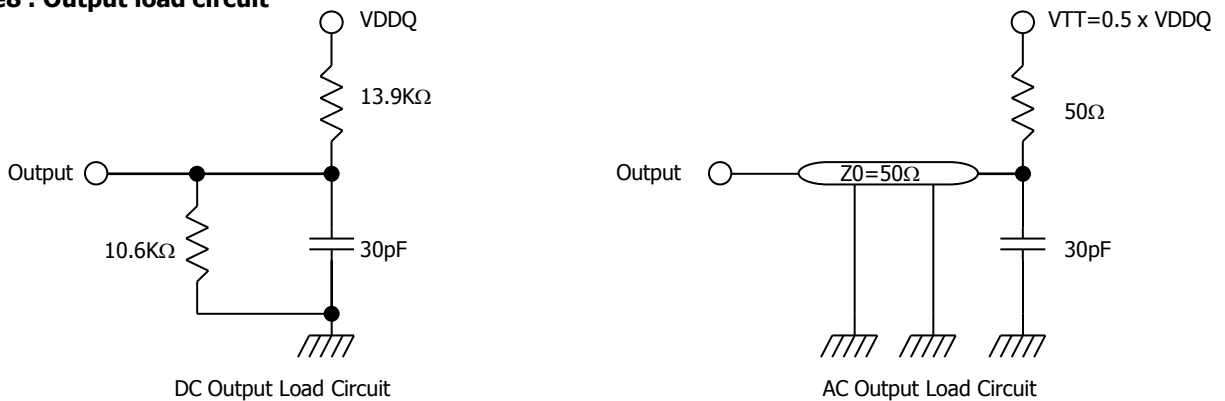 : Output load circuit
VDDQ
13.9KΩ
Output
10.6KΩ
30pF
DC Output Load Circuit
VTT=0.5 x VDDQ
50Ω
Output
Z0=50Ω
30pF
AC Output Load Circuit